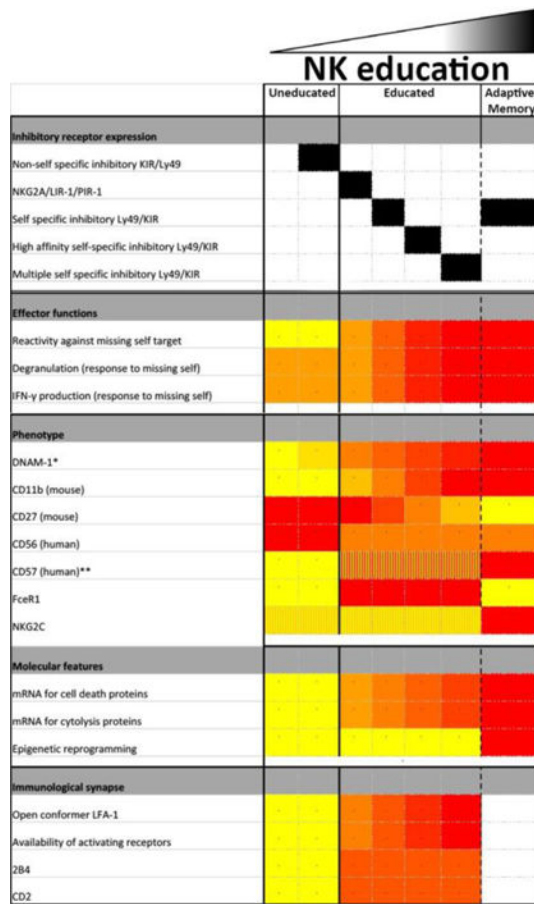 NK education
Uneducated Educated Adaptive
Memory
Inhibitory receptor expression
Non-self specific inhibitory KIR/Ly49
NKG2A/LIR-1/PIR-1
Self specific inhibitory Ly49/KIR
High affinity self-specific inhibitory Ly49/KIR
Multiple self specific inhibitory Ly49/KIR
Effector functions
Reactivity against missing self target
Degranulation (response to missing self)
IFN-γ production (response to missing self)
Phenotype
DNAM-1*
CD11b (mouse)
CD27 (mouse)
CD56 (human)
CD57 (human)**
FceR1
NKG2C
Molecular features
mRNA for cell death proteins
mRNA for cytolysis proteins
Epigenetic reprogramming
Immunological synapse
Open conformer LFA-1
Availability of activating receptors
2B4
CD2